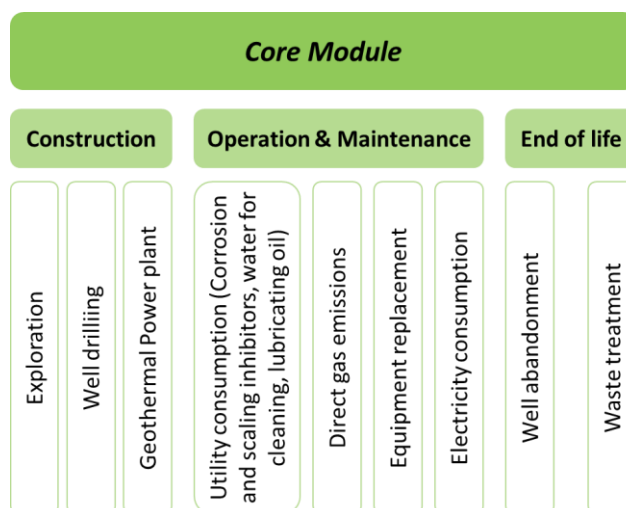 Core Module
Construction
Operation & Maintenance
End of life
Exploration
Well drilliing
Geothermal Power plant
Utility consumption (Corrosion
and scaling inhibitors, water for
cleaning, lubricating oil)
Direct gas emissions
Equipment replacement
Electricity consumption
Well abandonment
Waste treatment